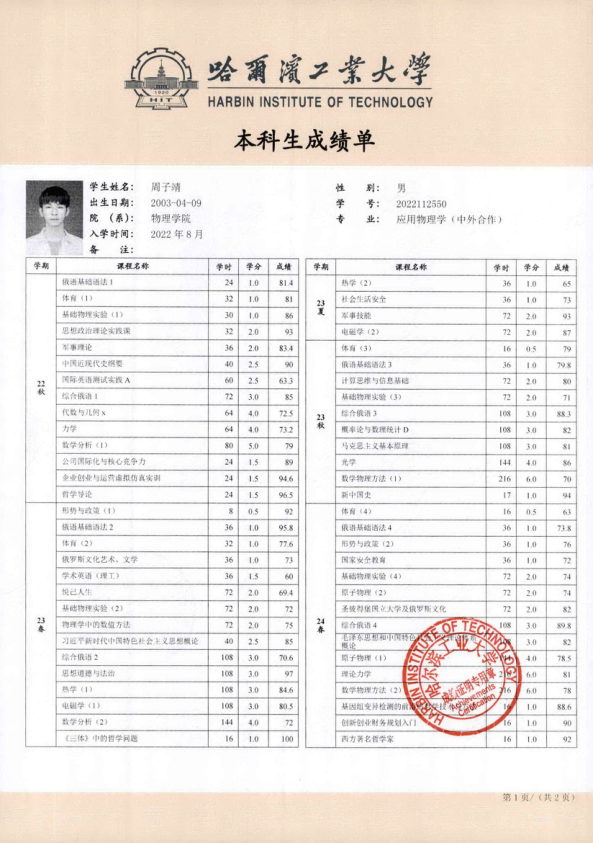 哈爾濱工業大學
HARBIN INSTITUTE OF TECHNOLOGY
1920
HIT
本科生成绩单
学生姓名： 周子靖 性 别： 男
出生日期： 2003-04-09 学 号： 2022112550
院 （系）： 物理学院 专 业： 应用物理学（中外合作）
入学时间： 2022 年 8 月
备 注：
学期 课程名称 学时 学分 成绩
22秋
俄语基础语法 1 24 1.0 81.4
体育（1） 32 1.0 81
基础物理实验（1） 30 1.0 86
思想政治理论实践课 32 2.0 93
军事理论 36 2.0 83.4
中国近现代史纲要 40 2.5 90
国际英语测试实践 A 60 2.5 63.3
综合俄语 1 72 3.0 85
代数与几何 x 64 4.0 72.5
力学 64 4.0 73.2
数学分析（1） 80 5.0 79
公司国际化与核心竞争力 24 1.5 89
企业创业与运营虚拟仿真实训 24 1.5 94.6
哲学导论 24 1.5 96.5
23春
形势与政策（1） 8 0.5 92
俄语基础语法 2 36 1.0 95.8
体育（2） 32 1.0 77.6
俄罗斯文化艺术、文学 36 1.0 73
学术英语（理工） 36 1.5 60
悦己人生 72 2.0 69.4
基础物理实验（2） 72 2.0 72
物理学中的数值方法 72 2.0 75
习近平新时代中国特色社会主义思想概论 40 2.5 85
综合俄语 2 108 3.0 70.6
思想道德与法治 108 3.0 97
热学（1） 108 3.0 84.6
电磁学（1） 108 3.0 80.5
数学分析（2） 144 4.0 72
《三体》中的哲学问题 16 1.0 100
学期 课程名称 学时 学分 成绩
23夏
热学（2） 36 1.0 65
社会生活安全 36 1.0 73
军事技能 72 2.0 93
电磁学（2） 72 2.0 87
23秋
体育（3） 16 0.5 79
俄语基础语法 3 36 1.0 79.8
计算思维与信息基础 72 2.0 80
基础物理实验（3） 72 2.0 71
综合俄语 3 108 3.0 88.3
概率论与数理统计 D 108 3.0 82
马克思主义基本原理 108 3.0 81
光学 144 4.0 86
数学物理方法（1） 216 6.0 70
新中国史 17 1.0 94
24春
体育（4） 16 0.5 63
俄语基础语法 4 36 1.0 73.8
形势与政策（2） 36 1.0 76
国家安全教育 36 1.0 72
基础物理实验（4） 72 2.0 74
原子物理（2） 72 2.0 74
圣彼得堡国立大学及俄罗斯文化 72 2.0 82
综合俄语 4 108 3.0 89.8
毛泽东思想和中国特色
概论 3.0 82
原子物理（1） 4.0 78.5
理论力学 6.0 81
数学物理方法（2） 6.0 78
基因组变异检测的前 1.0 88.6
创新创业财务规划入门 16 1.0 90
西方著名哲学家 16 1.0 92
HARBIN INSTITUTE OF TECHNOLOGY
哈尔滨工业大学
成绩证明专用章
Achievements
Certification
第 1 页/（共 2 页）